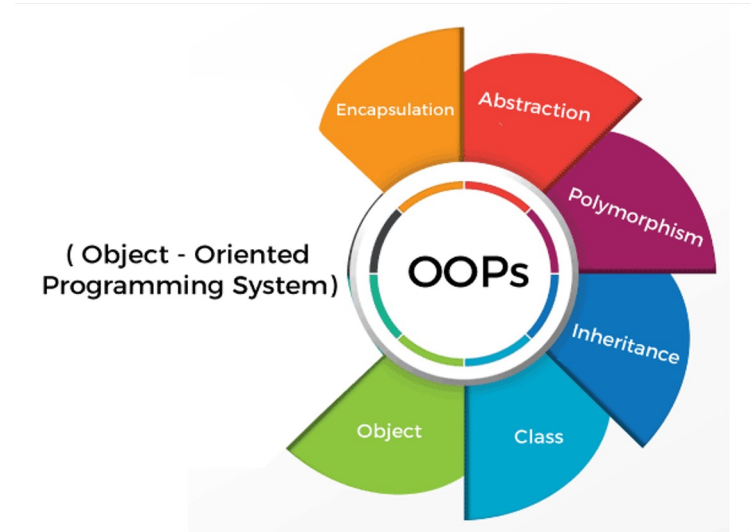 Encapsulation
Abstraction
Polymorphism
( Object - Oriented
Programming System)
OOPs
Inheritance
Object
Class